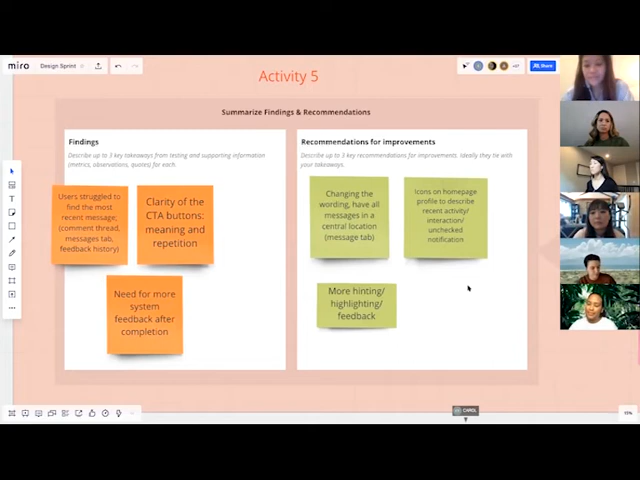 miro
Design Sprint
Share
Activity 5
Summarize Findings & Recommendations
Findings
Describe up to 3 key takeaways from testing and supporting information
(metrics, observations, quotes) for each.
Users struggled to
find the most
recent message;
(comment thread,
messages tab,
feedback history)
Clarity of the
CTA buttons:
meaning and
repetition
Need for more
system
feedback after
completion
Recommendations for improvements
Describe up to 3 key recommendations for improvements. Ideally they tie with
your takeaways.
Changing the
wording, have all
messages in a
central location
(message tab)
Icons on homepage
profile to describe
recent activity/
interaction/
unchecked
notification
More hinting/
highlighting/
feedback
CAROL